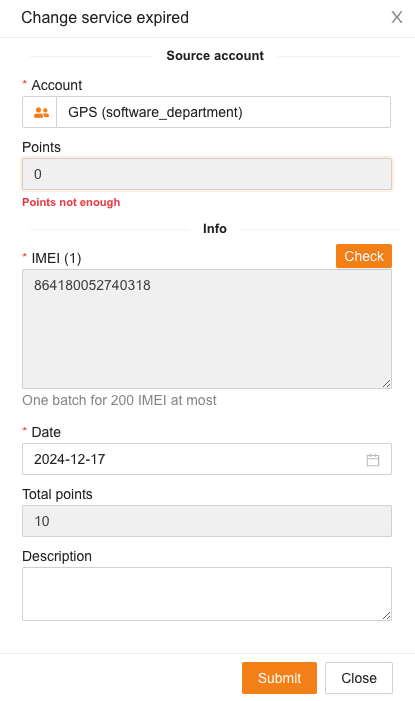 Change service expired X
Source account
* Account
GPS (software_department)
Points
0
Points not enough
Info
* IMEI (1) Check
864180052740318
One batch for 200 IMEI at most
* Date
2024-12-17
Total points
10
Description
Submit Close